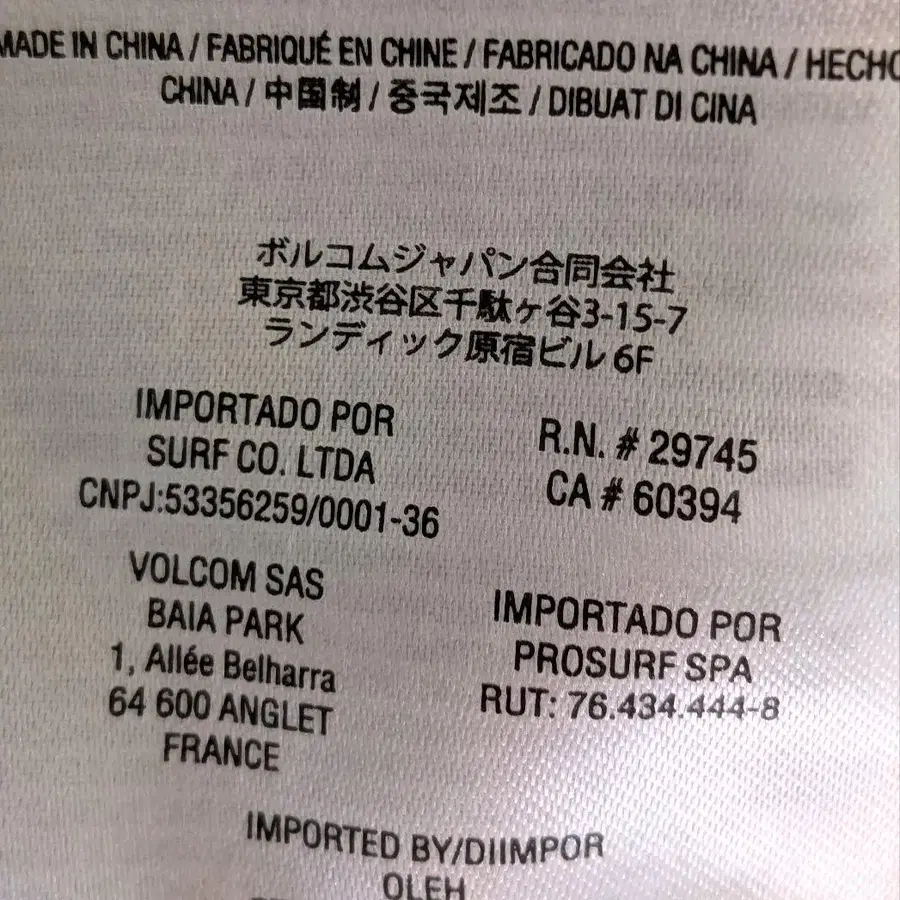 MADE IN CHINA / FABRIQUÉ EN CHINE / FABRICADO NA CHINA / HECHO
CHINA / 中国制 / 중국제조 / DIBUAT DI CINA
ボルコムジャパン合同会社
東京都渋谷区千駄ヶ谷3-15-7
ランディック原宿ビル 6F
IMPORTADO POR
SURF CO. LTDA
CNPJ:53356259/0001-36
R.N. # 29745
CA # 60394
VOLCOM SAS
BAIA PARK
1, Allée Belharra
64 600 ANGLET
FRANCE
IMPORTADO POR
PROSURF SPA
RUT: 76.434.444-8
IMPORTED BY/DIIMPOR
OLEH